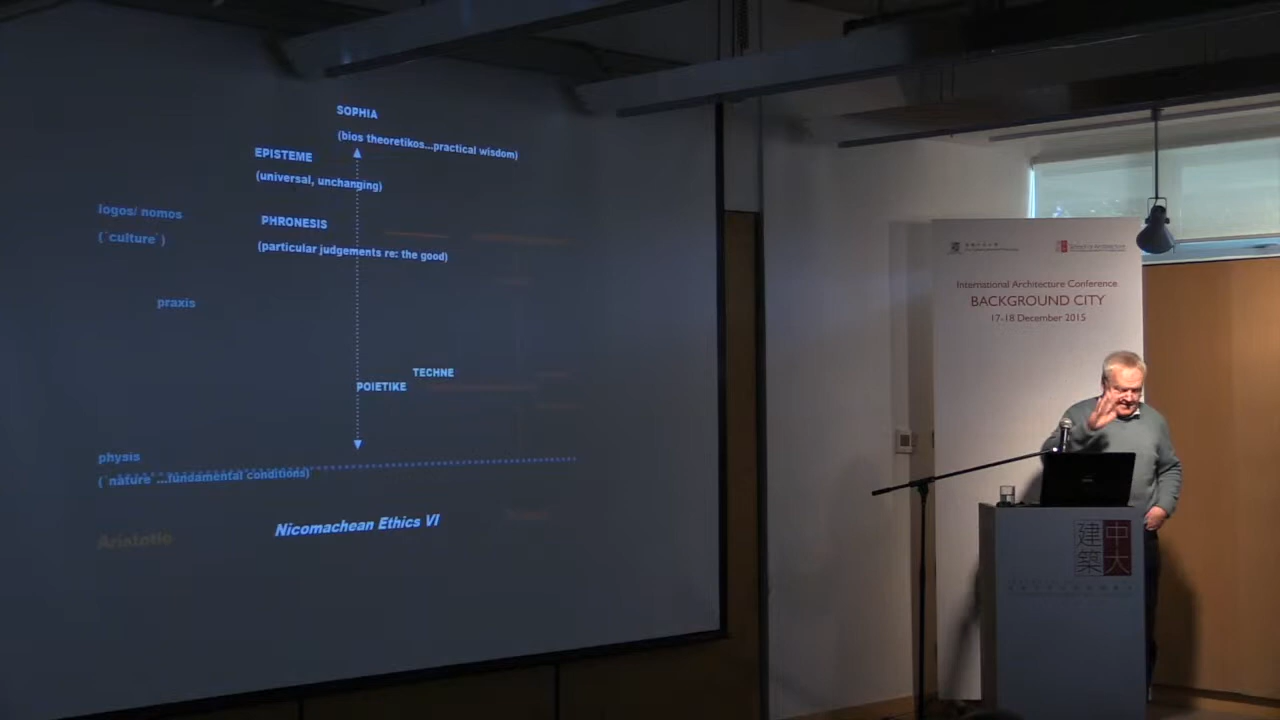 SOPHIA
(bios theoretikos...practical wisdom)
EPISTEME
(universal, unchanging)
logos/ nomos
(`culture`)
PHRONESIS
(particular judgements re: the good)
praxis
TECHNE
POIETIKE
physis
(`nature`...fundamental conditions)
Nicomachean Ethics VI
Aristotle
International Architecture Conference
BACKGROUND CITY
17-18 December 2015
建築
中大